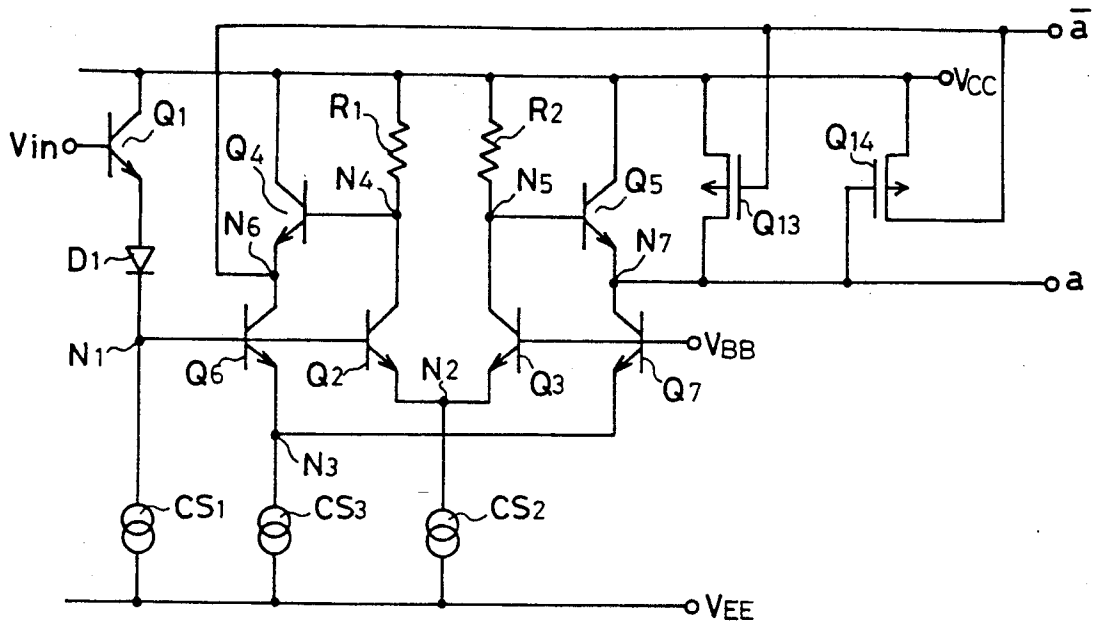 a̅
VCC
Q1
R1
R2
Vin
Q4
Q14
N4
N5
Q5
Q13
N6
N7
D1
a
N1
Q6
Q2
N2
Q3
VBB
Q7
N3
CS1
CS3
CS2
VEE